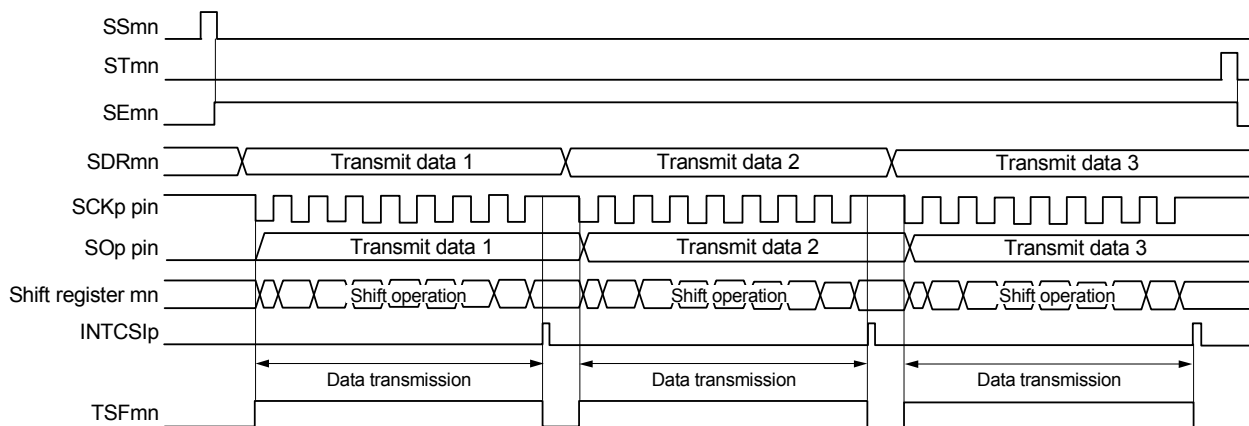 SSmn
STmn
SEmn
SDRmn Transmit data 1 Transmit data 2 Transmit data 3
SCKp pin
SOp pin Transmit data 1 Transmit data 2 Transmit data 3
Shift register mn Shift operation Shift operation Shift operation
INTCSIp
Data transmission Data transmission Data transmission
TSFmn